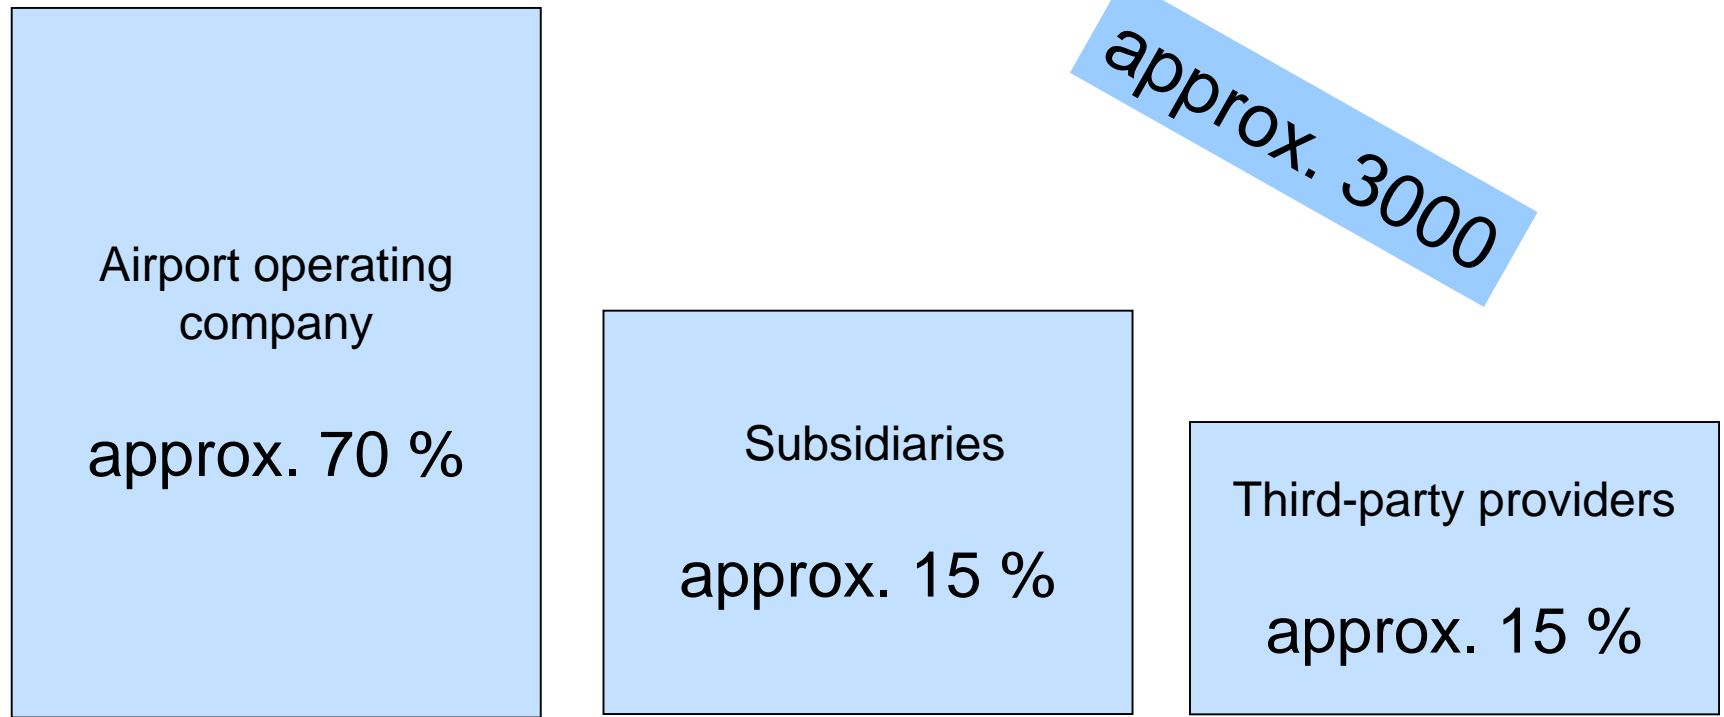 approx. 3000
Airport operating
company
approx. 70 %
Subsidiaries
approx. 15 %
Third-party providers
approx. 15 %